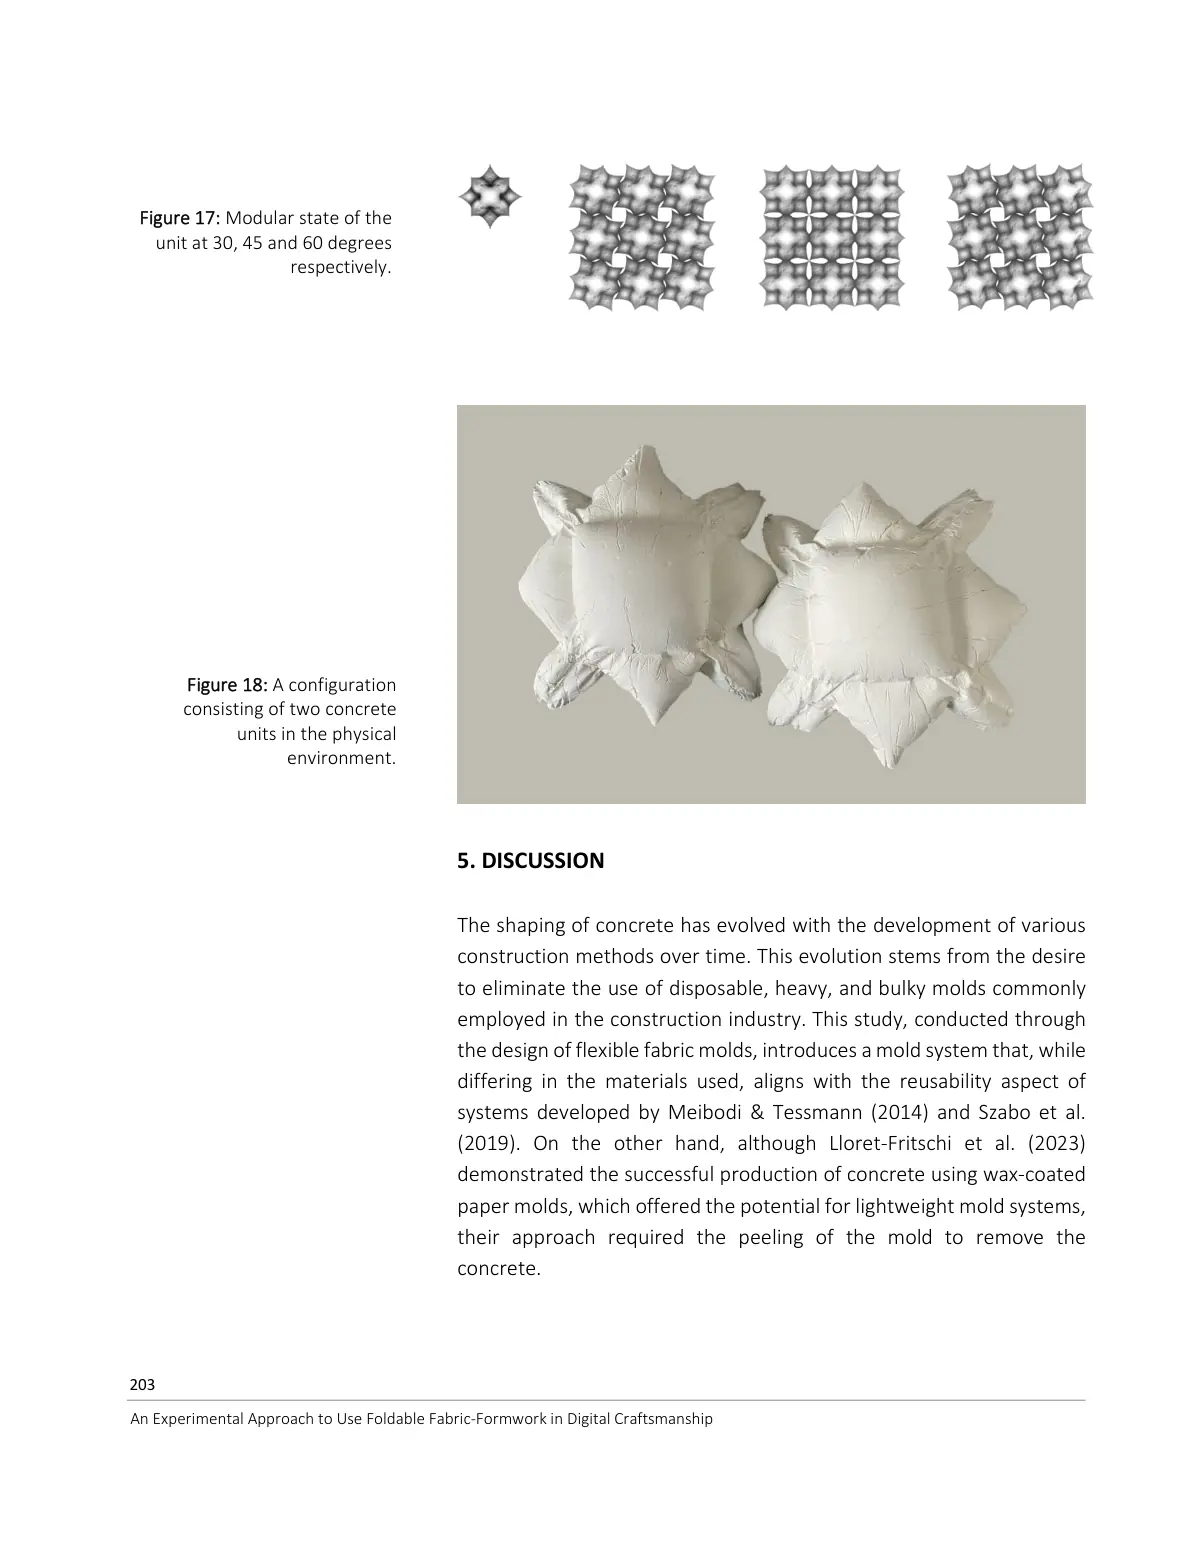 Figure 17: Modular state of the
unit at 30, 45 and 60 degrees
respectively.
Figure 18: A configuration
consisting of two concrete
units in the physical
environment.
5. DISCUSSION
The shaping of concrete has evolved with the development of various
construction methods over time. This evolution stems from the desire
to eliminate the use of disposable, heavy, and bulky molds commonly
employed in the construction industry. This study, conducted through
the design of flexible fabric molds, introduces a mold system that, while
differing in the materials used, aligns with the reusability aspect of
systems developed by Meibodi & Tessmann (2014) and Szabo et al.
(2019). On the other hand, although Lloret-Fritschi et al. (2023)
demonstrated the successful production of concrete using wax-coated
paper molds, which offered the potential for lightweight mold systems,
their approach required the peeling of the mold to remove the
concrete.
203
An Experimental Approach to Use Foldable Fabric-Formwork in Digital Craftsmanship